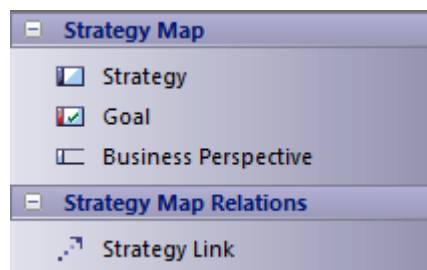 Strategy Map
Strategy
Goal
Business Perspective
Strategy Map Relations
Strategy Link